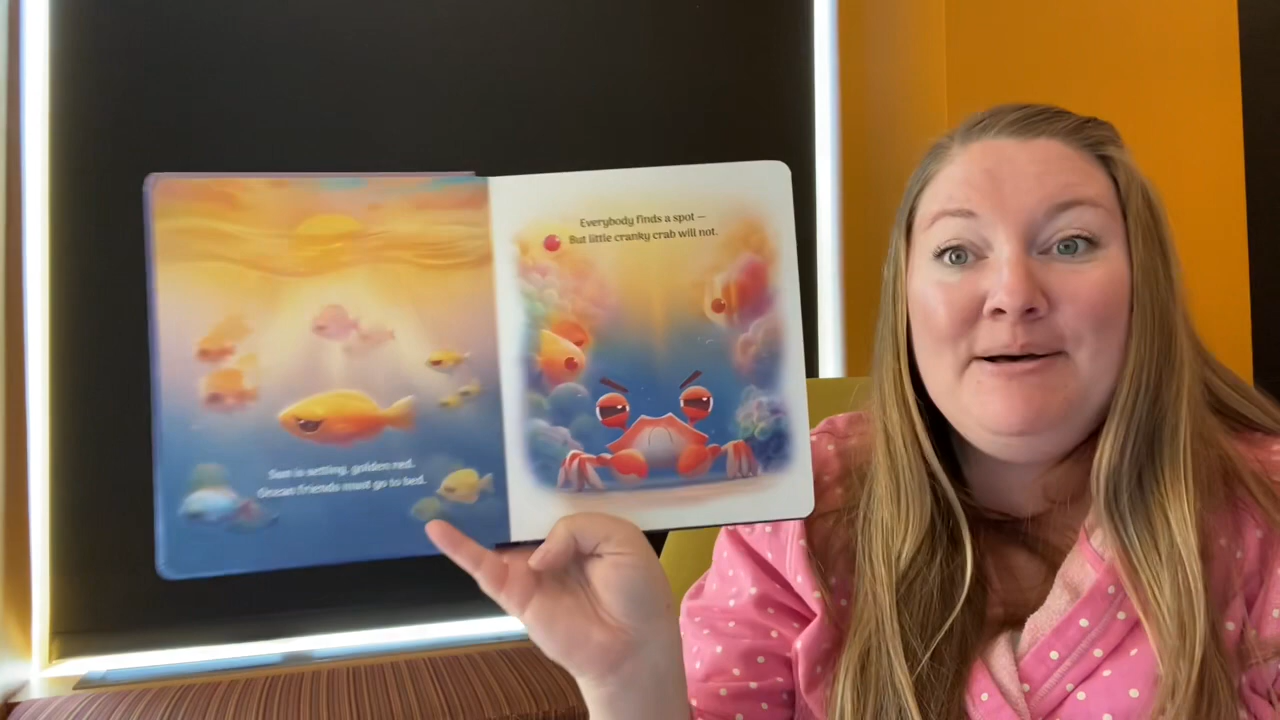 Sun is setting, golden red.
Ocean friends must go to bed.
Everybody finds a spot —
But little cranky crab will not.